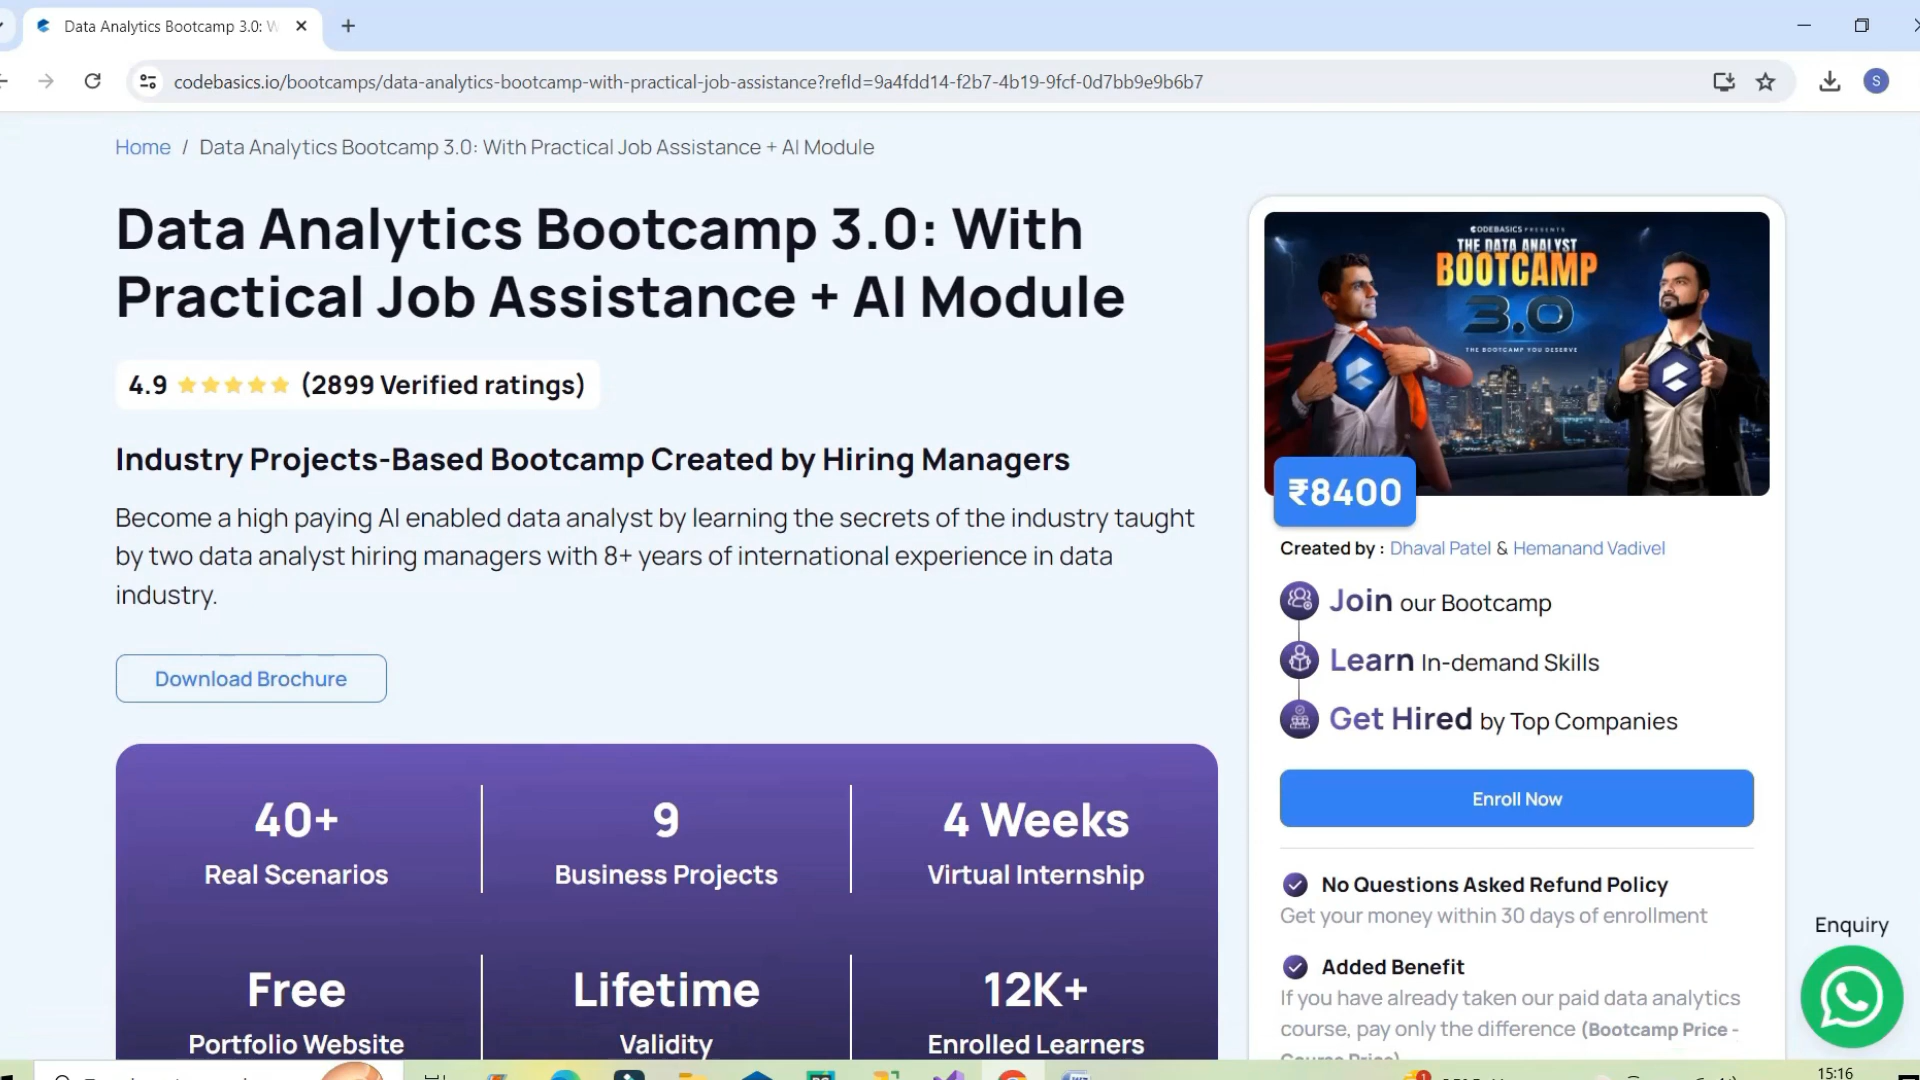 Data Analytics Bootcamp 3.0: W
codebasics.io/bootcamps/data-analytics-bootcamp-with-practical-job-assistance?refId=9a4fdd14-f2b7-4b19-9fcf-0d7bb9e9b6b7
S
Home / Data Analytics Bootcamp 3.0: With Practical Job Assistance + AI Module
Data Analytics Bootcamp 3.0: With
Practical Job Assistance + AI Module
4.9 (2899 Verified ratings)
Industry Projects-Based Bootcamp Created by Hiring Managers
Become a high paying AI enabled data analyst by learning the secrets of the industry taught
by two data analyst hiring managers with 8+ years of international experience in data
industry.
Download Brochure
40+
Real Scenarios
9
Business Projects
4 Weeks
Virtual Internship
Free
Portfolio Website
Lifetime
Validity
12K+
Enrolled Learners
CODEBASICS PRESENTS
THE DATA ANALYST
BOOTCAMP
3.0
THE BOOTCAMP YOU DESERVE
₹8400
Created by : Dhaval Patel & Hemanand Vadivel
Join our Bootcamp
Learn In-demand Skills
Get Hired by Top Companies
Enroll Now
No Questions Asked Refund Policy
Get your money within 30 days of enrollment
Added Benefit
If you have already taken our paid data analytics
course, pay only the difference (Bootcamp Price -
Course Price)
Enquiry
15:16